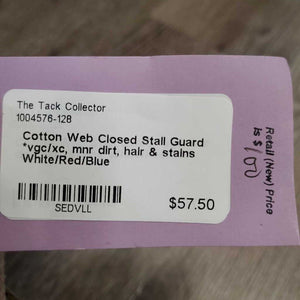 The Tack Collector
1004576-128
Cotton Web Closed Stall Guard
*vgc/xc, mnr dirt, hair & stains
White/Red/Blue
SEDVLL
$57.50
Retail (New) Price
is $